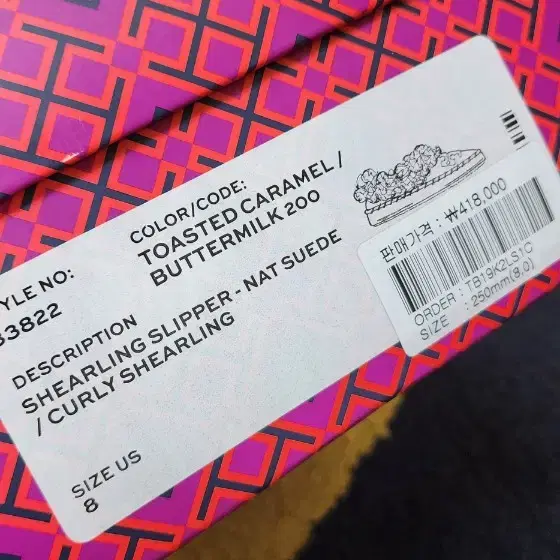 YLE NO:
33822
COLOR/CODE:
TOASTED CARAMEL /
BUTTERMILK 200
DESCRIPTION
SHEARLING SLIPPER - NAT SUEDE
/ CURLY SHEARLING
SIZE US
8
판매가격 : ₩418,000
ORDER : TB19K2LS1C
SIZE : 250mm(8.0)